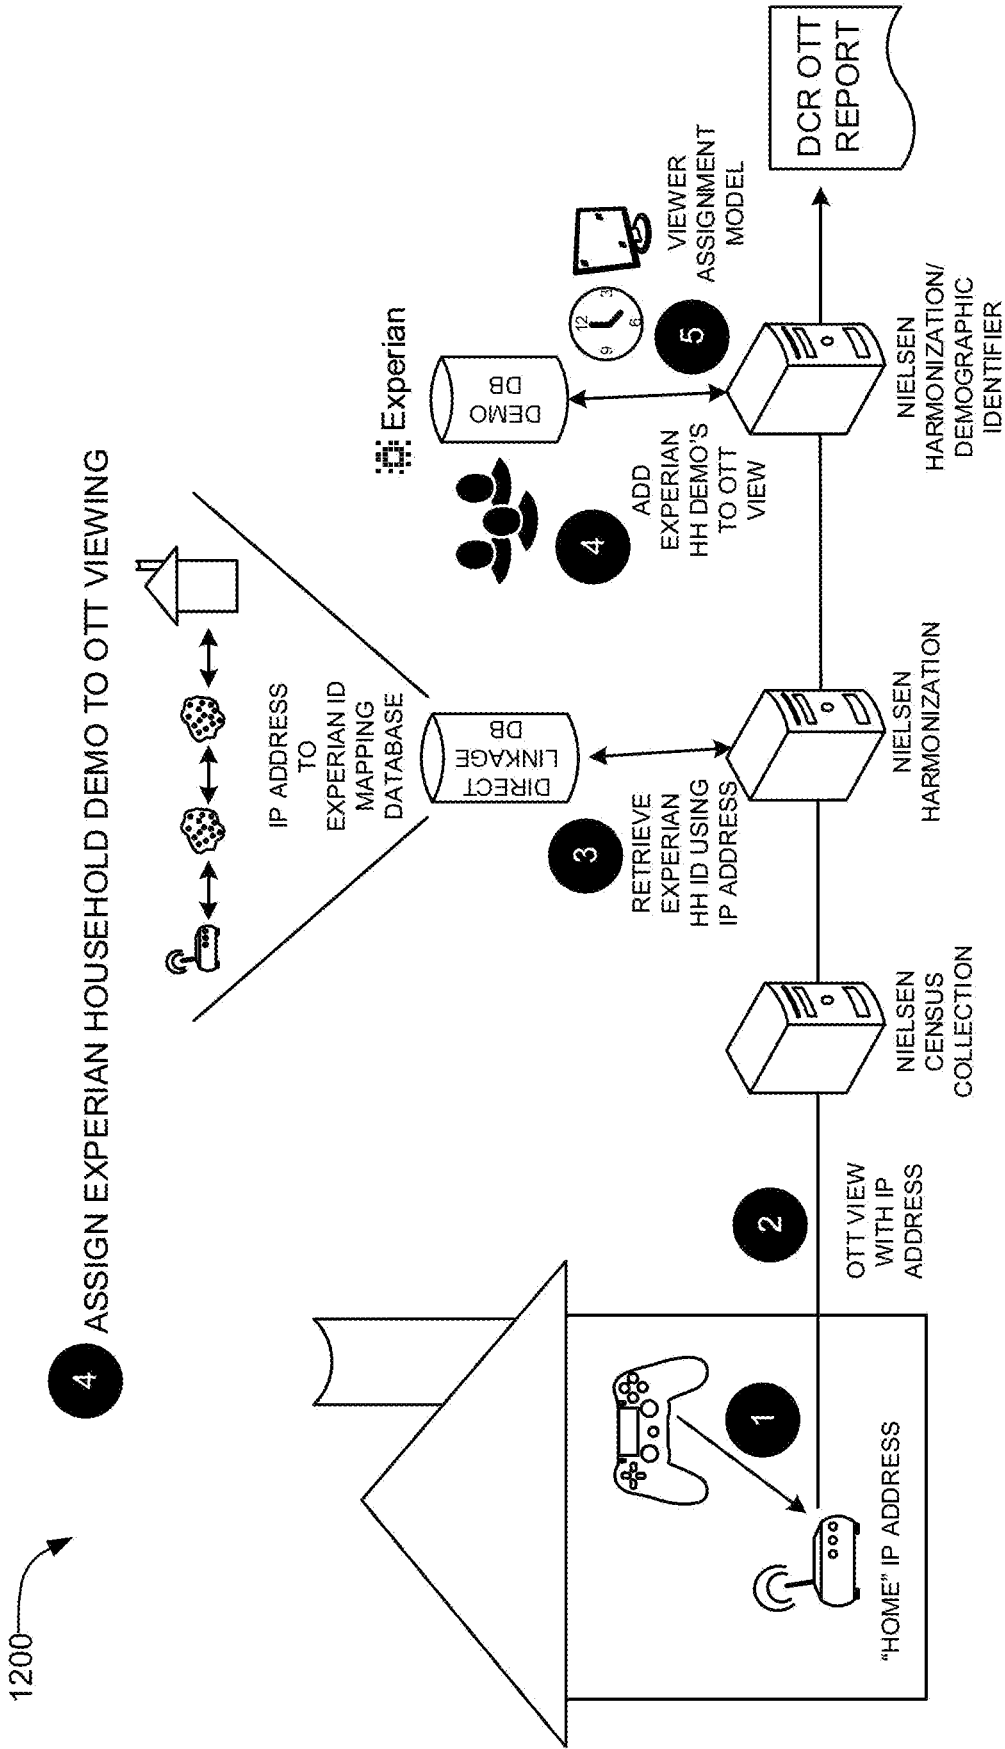 1200
4
ASSIGN EXPERIAN HOUSEHOLD DEMO TO OTT VIEWING
IP ADDRESS
TO
EXPERIAN ID
MAPPING
DATABASE
DIRECT
LINKAGE
DB
Experian
DEMO
DB
1
"HOME" IP ADDRESS
2
OTT VIEW
WITH IP
ADDRESS
NIELSEN
CENSUS
COLLECTION
3
RETRIEVE
EXPERIAN
HH ID USING
IP ADDRESS
NIELSEN
HARMONIZATION
4
ADD
EXPERIAN
HH DEMO'S
TO OTT
VIEW
12
3
6
9
5
VIEWER
ASSIGNMENT
MODEL
NIELSEN
HARMONIZATION/
DEMOGRAPHIC
IDENTIFIER
DCR OTT
REPORT